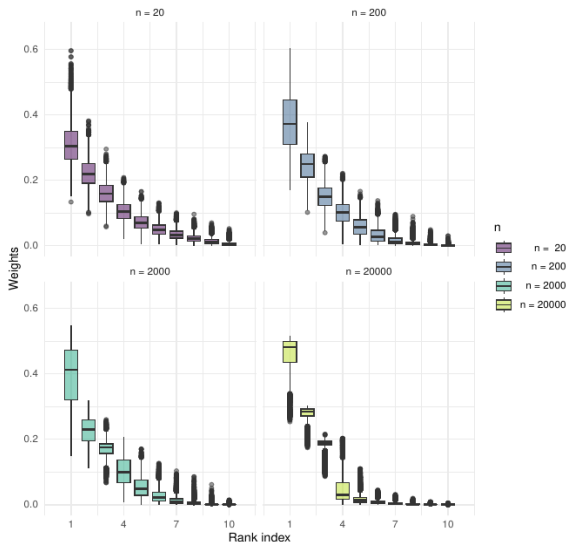 n = 20
n = 200
0.6
0.4
0.2
0.0
n = 2000
n = 20000
0.6
0.4
0.2
0.0
1
4
7
10
1
4
7
10
Rank index
Weights
n
n = 20
n = 200
n = 2000
n = 20000